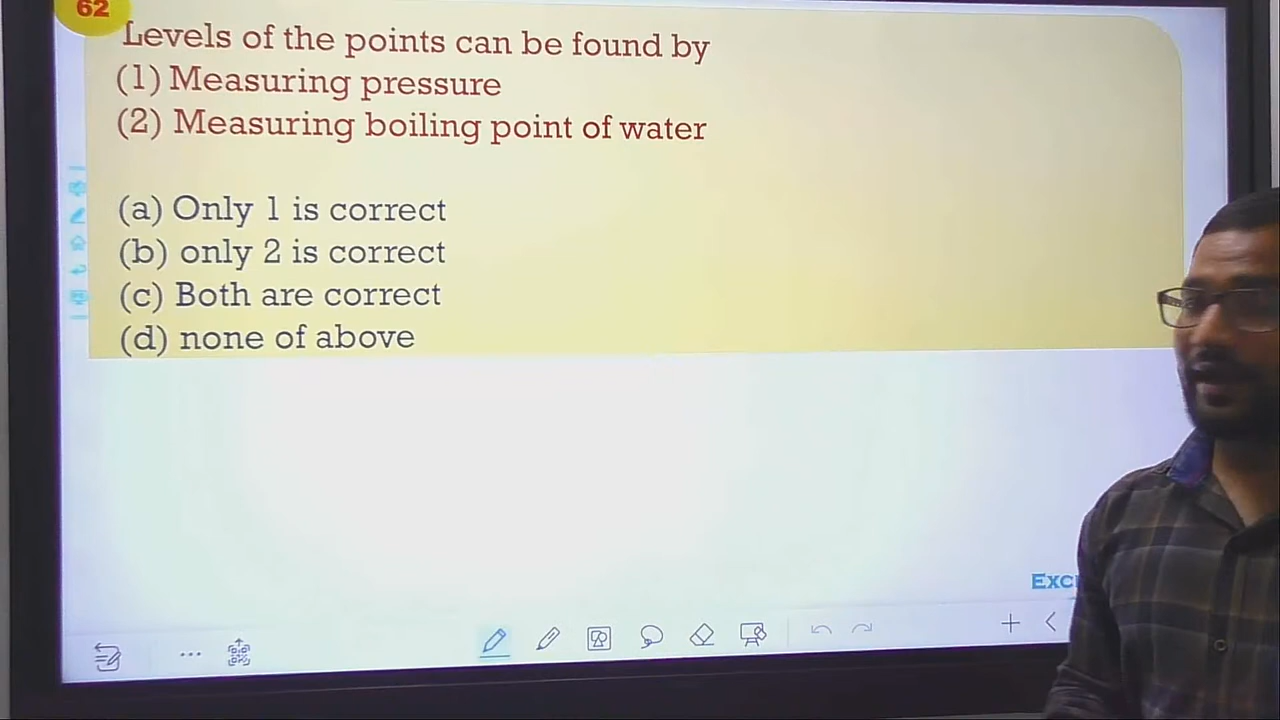 62
Levels of the points can be found by
(1) Measuring pressure
(2) Measuring boiling point of water
(a) Only 1 is correct
(b) only 2 is correct
(c) Both are correct
(d) none of above